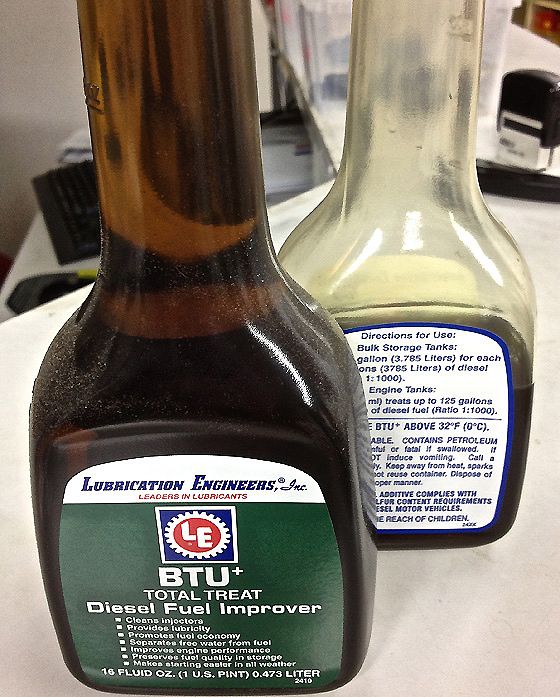 LUBRICATION ENGINEERS,® Inc.
LEADERS IN LUBRICANTS
LE
BTU+
TOTAL TREAT
Diesel Fuel Improver
■ Cleans injectors
■ Provides lubricity
■ Promotes fuel economy
■ Separates free water from fuel
■ Improves engine performance
■ Preserves fuel quality in storage
■ Makes starting easier in all weather
16 FLUID OZ. (1 U.S. PINT) 0.473 LITER
2410
Directions for Use:
Bulk Storage Tanks:
gallon (3.785 Liters) for each
ons (3785 Liters) of diesel
1:1000).
Engine Tanks:
ml) treats up to 125 gallons
of diesel fuel (Ratio 1:1000).
E BTU+ ABOVE 32°F (0°C).
ABLE. CONTAINS PETROLEUM
mful or fatal if swallowed. If
OT induce vomiting. Call a
ly. Keep away from heat, sparks
not reuse container. Dispose of
oper manner.
ADDITIVE COMPLIES WITH
LFUR CONTENT REQUIREMENTS
ESEL MOTOR VEHICLES.
E REACH OF CHILDREN.